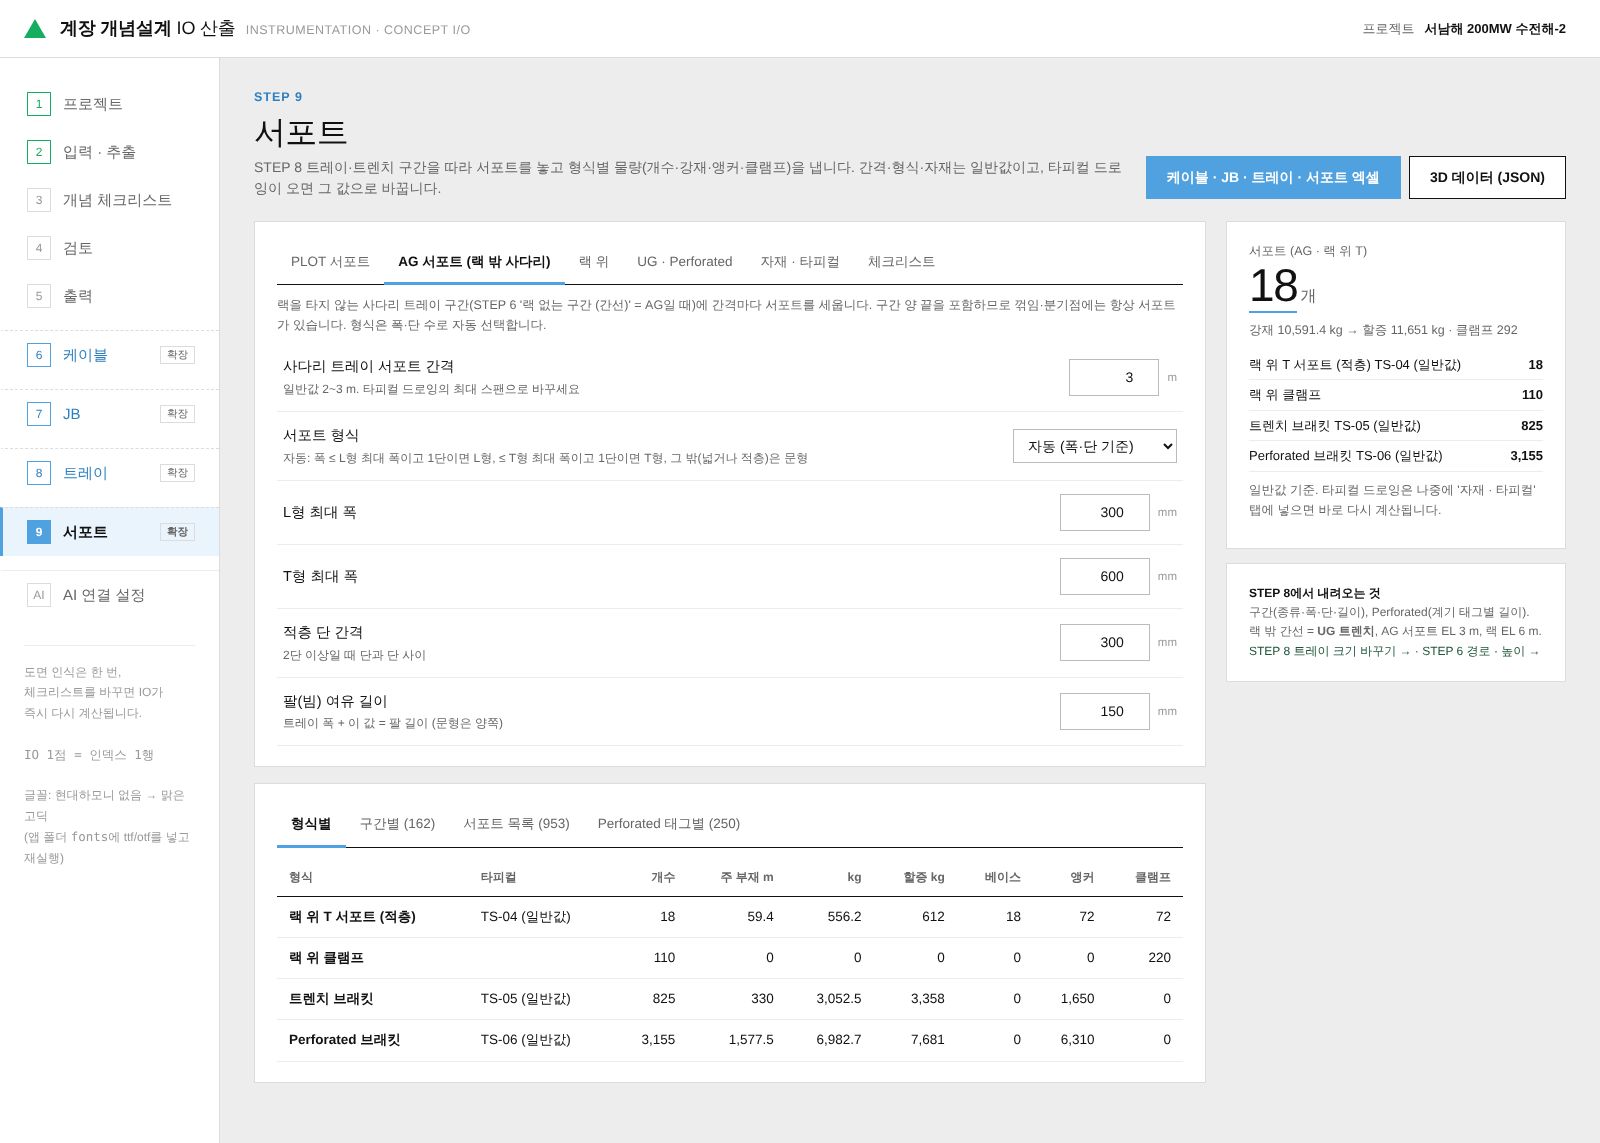 계장 개념설계 IO 산출 INSTRUMENTATION · CONCEPT I/O
프로젝트 서남해 200MW 수전해-2
1 프로젝트
2 입력 · 추출
3 개념 체크리스트
4 검토
5 출력
6 케이블 확장
7 JB 확장
8 트레이 확장
9 서포트 확장
AI AI 연결 설정
도면 인식은 한 번,
체크리스트를 바꾸면 IO가
즉시 다시 계산됩니다.
IO 1점 = 인덱스 1행
글꼴: 현대하모니 없음 → 맑은
고딕
(앱 폴더 fonts에 ttf/otf를 넣고
재실행)
STEP 9
서포트
STEP 8 트레이·트렌치 구간을 따라 서포트를 놓고 형식별 물량(개수·강재·앵커·클램프)을 냅니다. 간격·형식·자재는 일반값이고, 타피컬 드로
잉이 오면 그 값으로 바꿉니다.
케이블 · JB · 트레이 · 서포트 엑셀
3D 데이터 (JSON)
PLOT 서포트 AG 서포트 (랙 밖 사다리) 랙 위 UG · Perforated 자재 · 타피컬 체크리스트
랙을 타지 않는 사다리 트레이 구간(STEP 6 '랙 없는 구간 (간선)' = AG일 때)에 간격마다 서포트를 세웁니다. 구간 양 끝을 포함하므로 꺾임·분기점에는 항상 서포트
가 있습니다. 형식은 폭·단 수로 자동 선택합니다.
사다리 트레이 서포트 간격
일반값 2~3 m. 타피컬 드로잉의 최대 스팬으로 바꾸세요
3 m
서포트 형식
자동: 폭 ≤ L형 최대 폭이고 1단이면 L형, ≤ T형 최대 폭이고 1단이면 T형, 그 밖(넓거나 적층)은 문형
자동 (폭·단 기준)
L형 최대 폭 300 mm
T형 최대 폭 600 mm
적층 단 간격
2단 이상일 때 단과 단 사이
300 mm
팔(빔) 여유 길이
트레이 폭 + 이 값 = 팔 길이 (문형은 양쪽)
150 mm
형식별 구간별 (162) 서포트 목록 (953) Perforated 태그별 (250)
형식 타피컬 개수 주 부재 m kg 할증 kg 베이스 앵커 클램프
랙 위 T 서포트 (적층) TS-04 (일반값) 18 59.4 556.2 612 18 72 72
랙 위 클램프 110 0 0 0 0 0 220
트렌치 브래킷 TS-05 (일반값) 825 330 3,052.5 3,358 0 1,650 0
Perforated 브래킷 TS-06 (일반값) 3,155 1,577.5 6,982.7 7,681 0 6,310 0
서포트 (AG · 랙 위 T)
18 개
강재 10,591.4 kg → 할증 11,651 kg · 클램프 292
랙 위 T 서포트 (적층) TS-04 (일반값) 18
랙 위 클램프 110
트렌치 브래킷 TS-05 (일반값) 825
Perforated 브래킷 TS-06 (일반값) 3,155
일반값 기준. 타피컬 드로잉은 나중에 '자재 · 타피컬'
탭에 넣으면 바로 다시 계산됩니다.
STEP 8에서 내려오는 것
구간(종류·폭·단·길이), Perforated(계기 태그별 길이).
랙 밖 간선 = UG 트렌치, AG 서포트 EL 3 m, 랙 EL 6 m.
STEP 8 트레이 크기 바꾸기 → · STEP 6 경로 · 높이 →